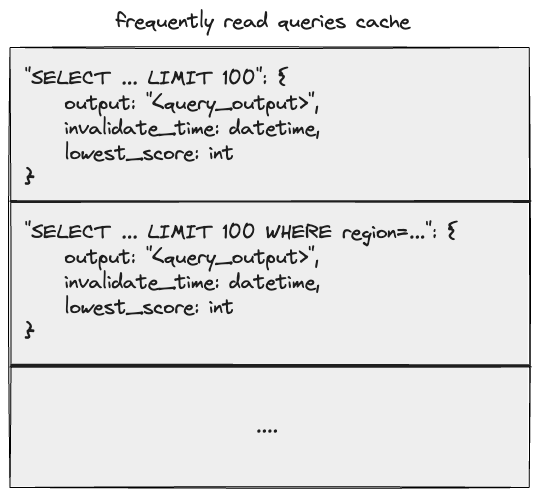 frequently read queries cache
"SELECT ... LIMIT 100": {
output: "<query_output>",
invalidate_time: datetime,
lowest_score: int
}
"SELECT ... LIMIT 100 WHERE region=...": {
output: "<query_output>",
invalidate_time: datetime,
lowest_score: int
}
....